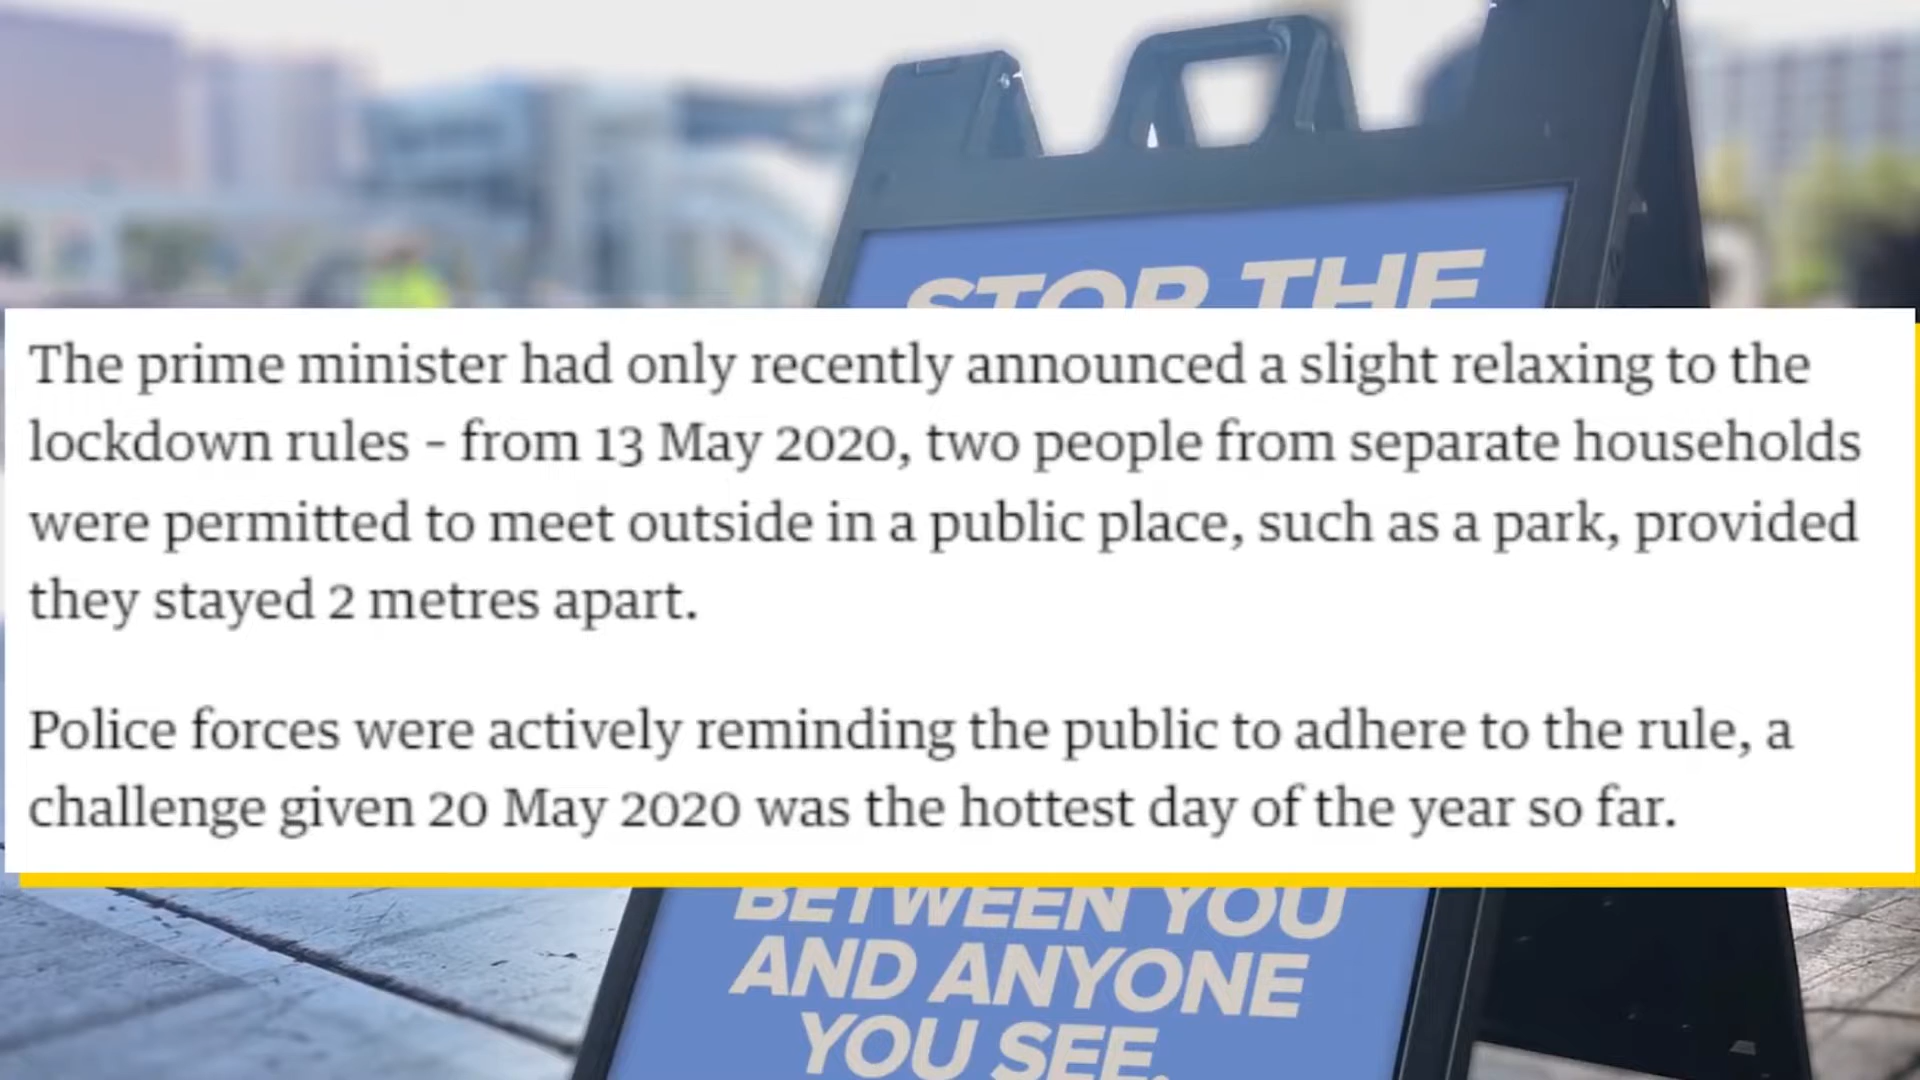 STOP THE
The prime minister had only recently announced a slight relaxing to the
lockdown rules - from 13 May 2020, two people from separate households
were permitted to meet outside in a public place, such as a park, provided
they stayed 2 metres apart.
Police forces were actively reminding the public to adhere to the rule, a
challenge given 20 May 2020 was the hottest day of the year so far.
BETWEEN YOU
AND ANYONE
YOU SEE.